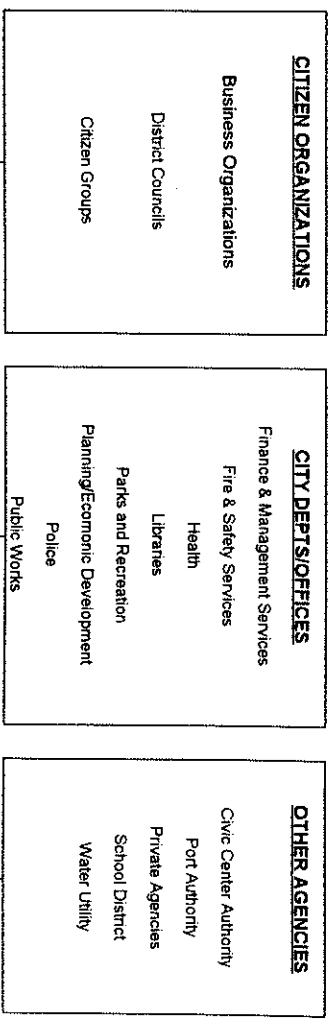 CITIZEN ORGANIZATIONS
Business Organizations
District Councils
Citizen Groups
CITY DEPTS/OFFICES
Finance & Management Services
Fire & Safety Services
Health
Libraries
Parks and Recreation
Planning/Ecomonic Development
Police
Public Works
OTHER AGENCIES
Civic Center Authority
Port Authority
Private Agencies
School District
Water Utility